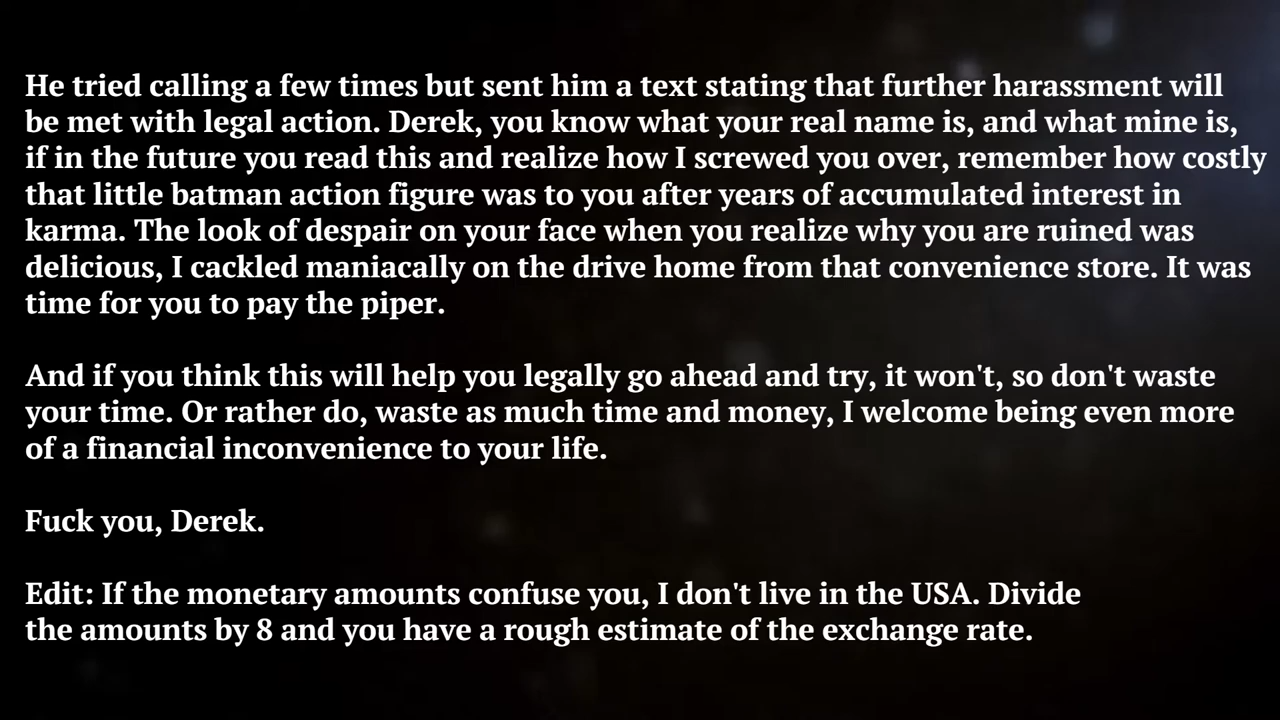 He tried calling a few times but sent him a text stating that further harassment will
be met with legal action. Derek, you know what your real name is, and what mine is,
if in the future you read this and realize how I screwed you over, remember how costly
that little batman action figure was to you after years of accumulated interest in
karma. The look of despair on your face when you realize why you are ruined was
delicious, I cackled maniacally on the drive home from that convenience store. It was
time for you to pay the piper.
And if you think this will help you legally go ahead and try, it won't, so don't waste
your time. Or rather do, waste as much time and money, I welcome being even more
of a financial inconvenience to your life.
Fuck you, Derek.
Edit: If the monetary amounts confuse you, I don't live in the USA. Divide
the amounts by 8 and you have a rough estimate of the exchange rate.